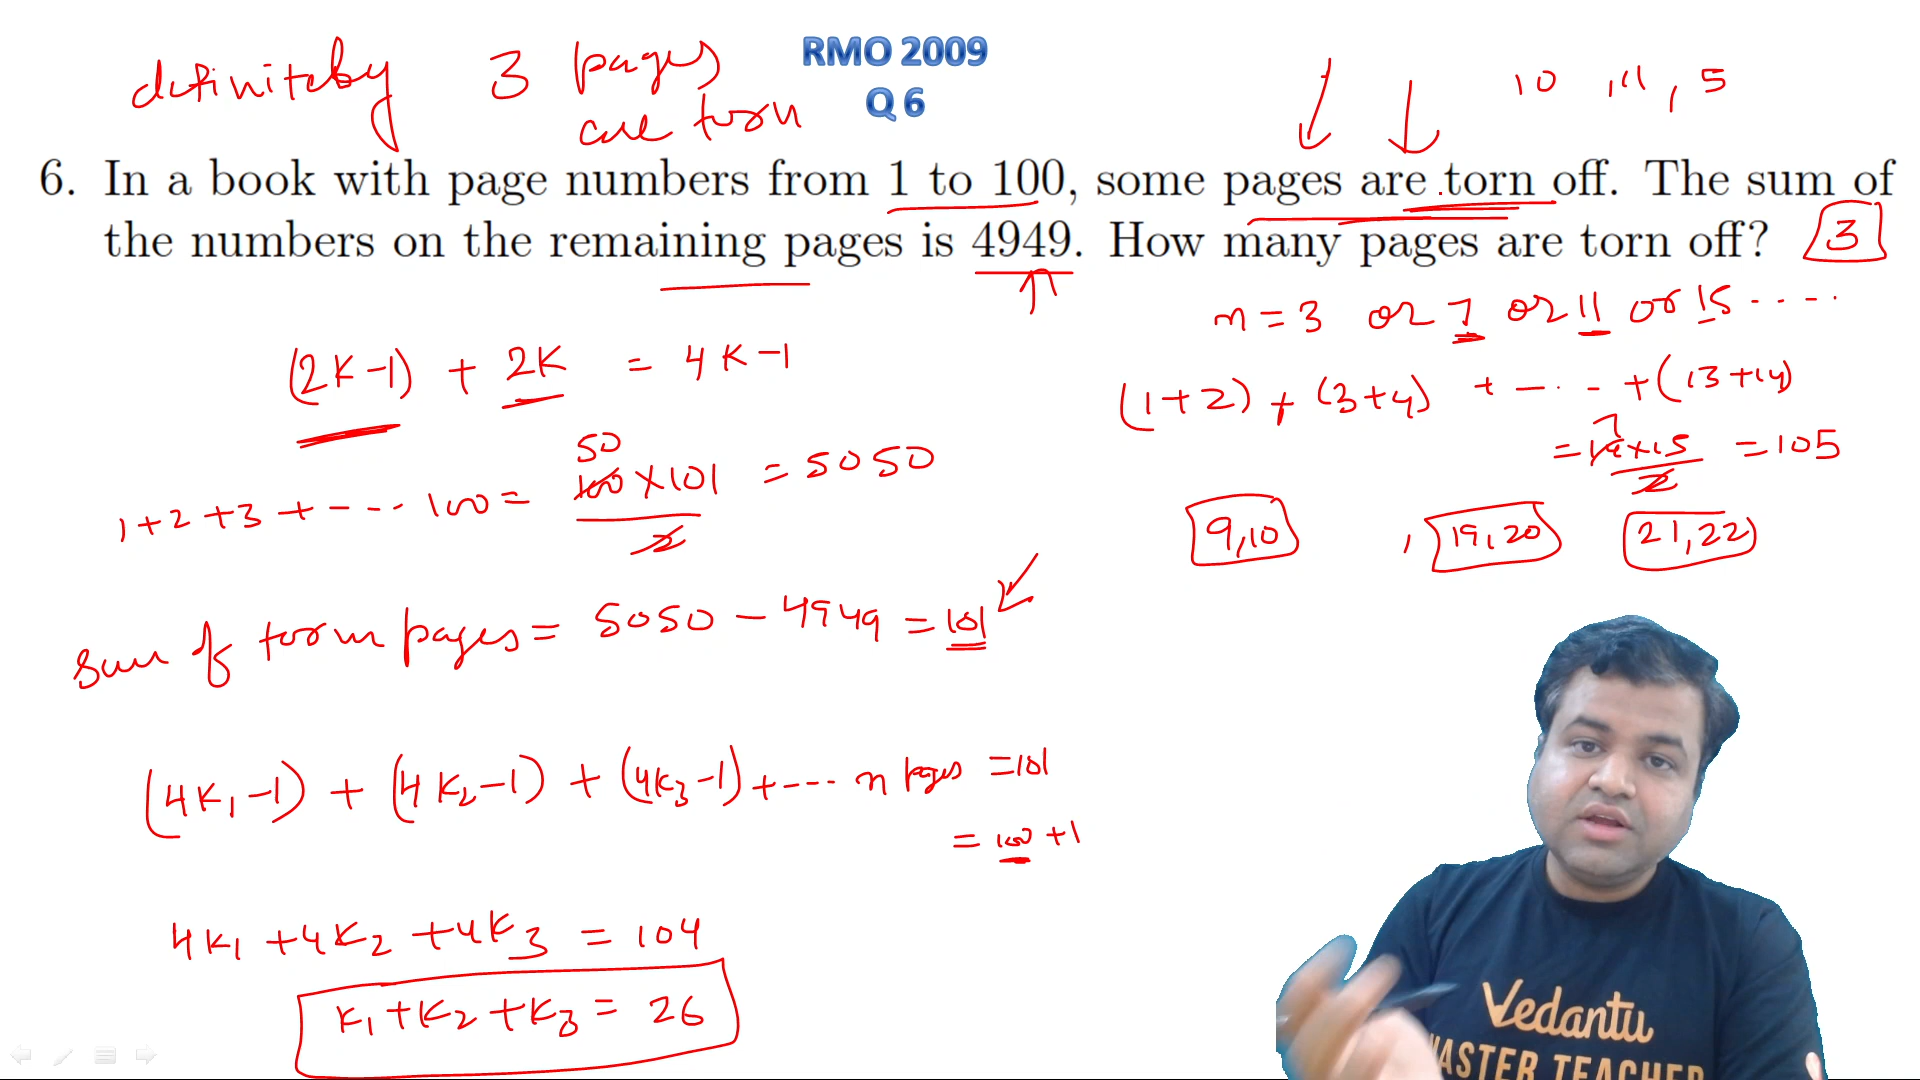 definitely 3 pages are torn
RMO 2009
Q 6
10 , 11 , 5
6. In a book with page numbers from 1 to 100, some pages are torn off. The sum of
the numbers on the remaining pages is 4949. How many pages are torn off? 3
n = 3 or 7 or 11 or 15 ....
(2K-1) + 2K = 4K-1
(1+2) + (3+4) + -..- + (13+14)
= 14×15/2 = 105
7
1+2+3+--- 100 = 100×101/2 = 5050
50
9,10 , 19,20 21,22
sum of torn pages = 5050 - 4949 = 101
(4K1-1) + (4K2-1) + (4K3-1) +---- n pages = 101
= 100 + 1
4K1 + 4K2 + 4K3 = 104
K1 + K2 + K3 = 26
Vedantu
MASTER TEACHER